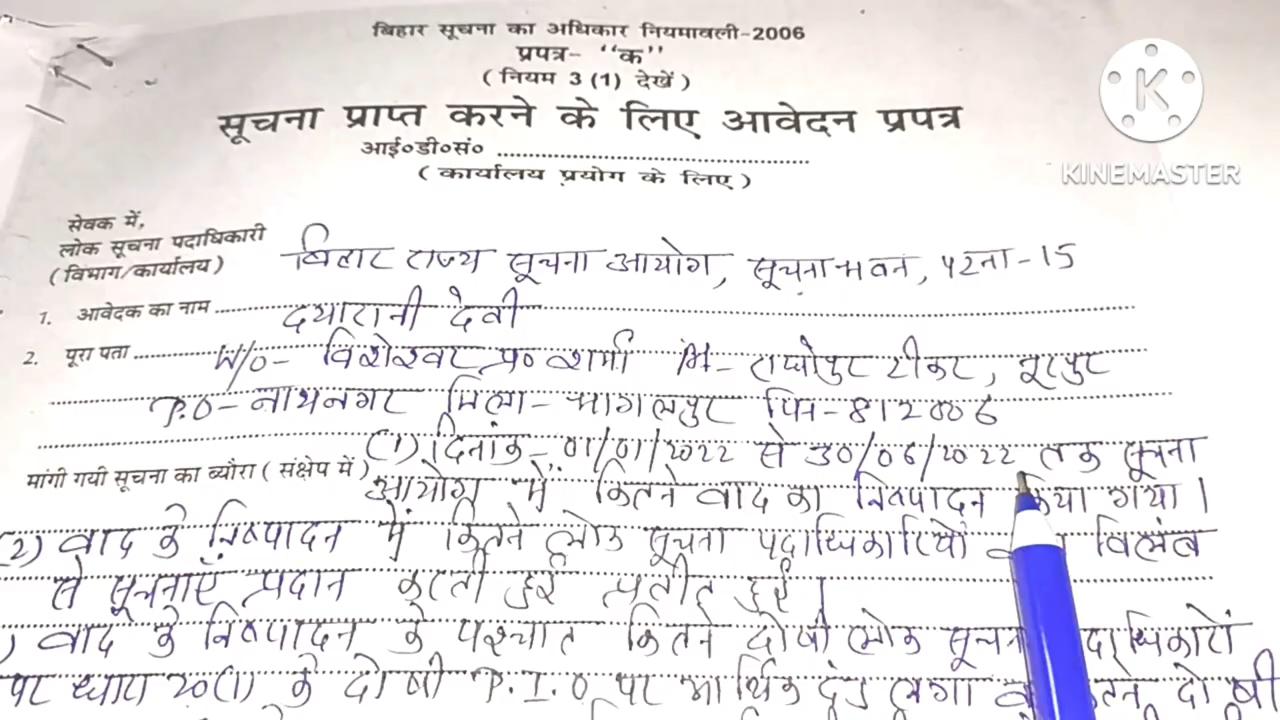 बिहार सूचना का अधिकार नियमावली-2006
प्रपत्र- ‘‘क’’
( नियम 3 (1) देखें )
सूचना प्राप्त करने के लिए आवेदन प्रपत्र
आई०डी०सं०
( कार्यालय प्रयोग के लिए )
K
KINEMASTER
सेवक में,
लोक सूचना पदाधिकारी
(विभाग/कार्यालय)
बिहार राज्य सूचना आयोग, सूचना भवन, पटना-15
1. आवेदक का नाम दयारानी देवी
2. पूरा पता W/o- विशेश्वर प्र० शर्मा राघोपुर टीकर, नूरपुर
P.O- नाथनगर जिला- भागलपुर पिन- 812006
(1) दिनांक- 01/01/2022 से 30/06/2022 तक सूचना
मांगी गयी सूचना का ब्यौरा ( संक्षेप में ) आयोग में कितने वाद का निष्पादन किया गया।
(2) वाद के निष्पादन में कितने लोक सूचना पदाधिकारियों विलंब
से सूचनाएँ प्रदान करती हुई प्रतीत हुई।
) वाद के निष्पादन के पश्चात कितने दोषी लोक सूचना पदाधिकारों
पर धारा 20(1) के दोषी P.I.O पर आर्थिक दंड लगा दोषी